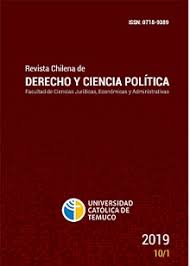 ISSN: 0718-9389
Revista Chilena de
DERECHO Y CIENCIA POLÍTICA
Facultad de Ciencias Jurídicas, Económicas y Administrativas
UNIVERSIDAD
CATÓLICA DE
TEMUCO
2019
10/1